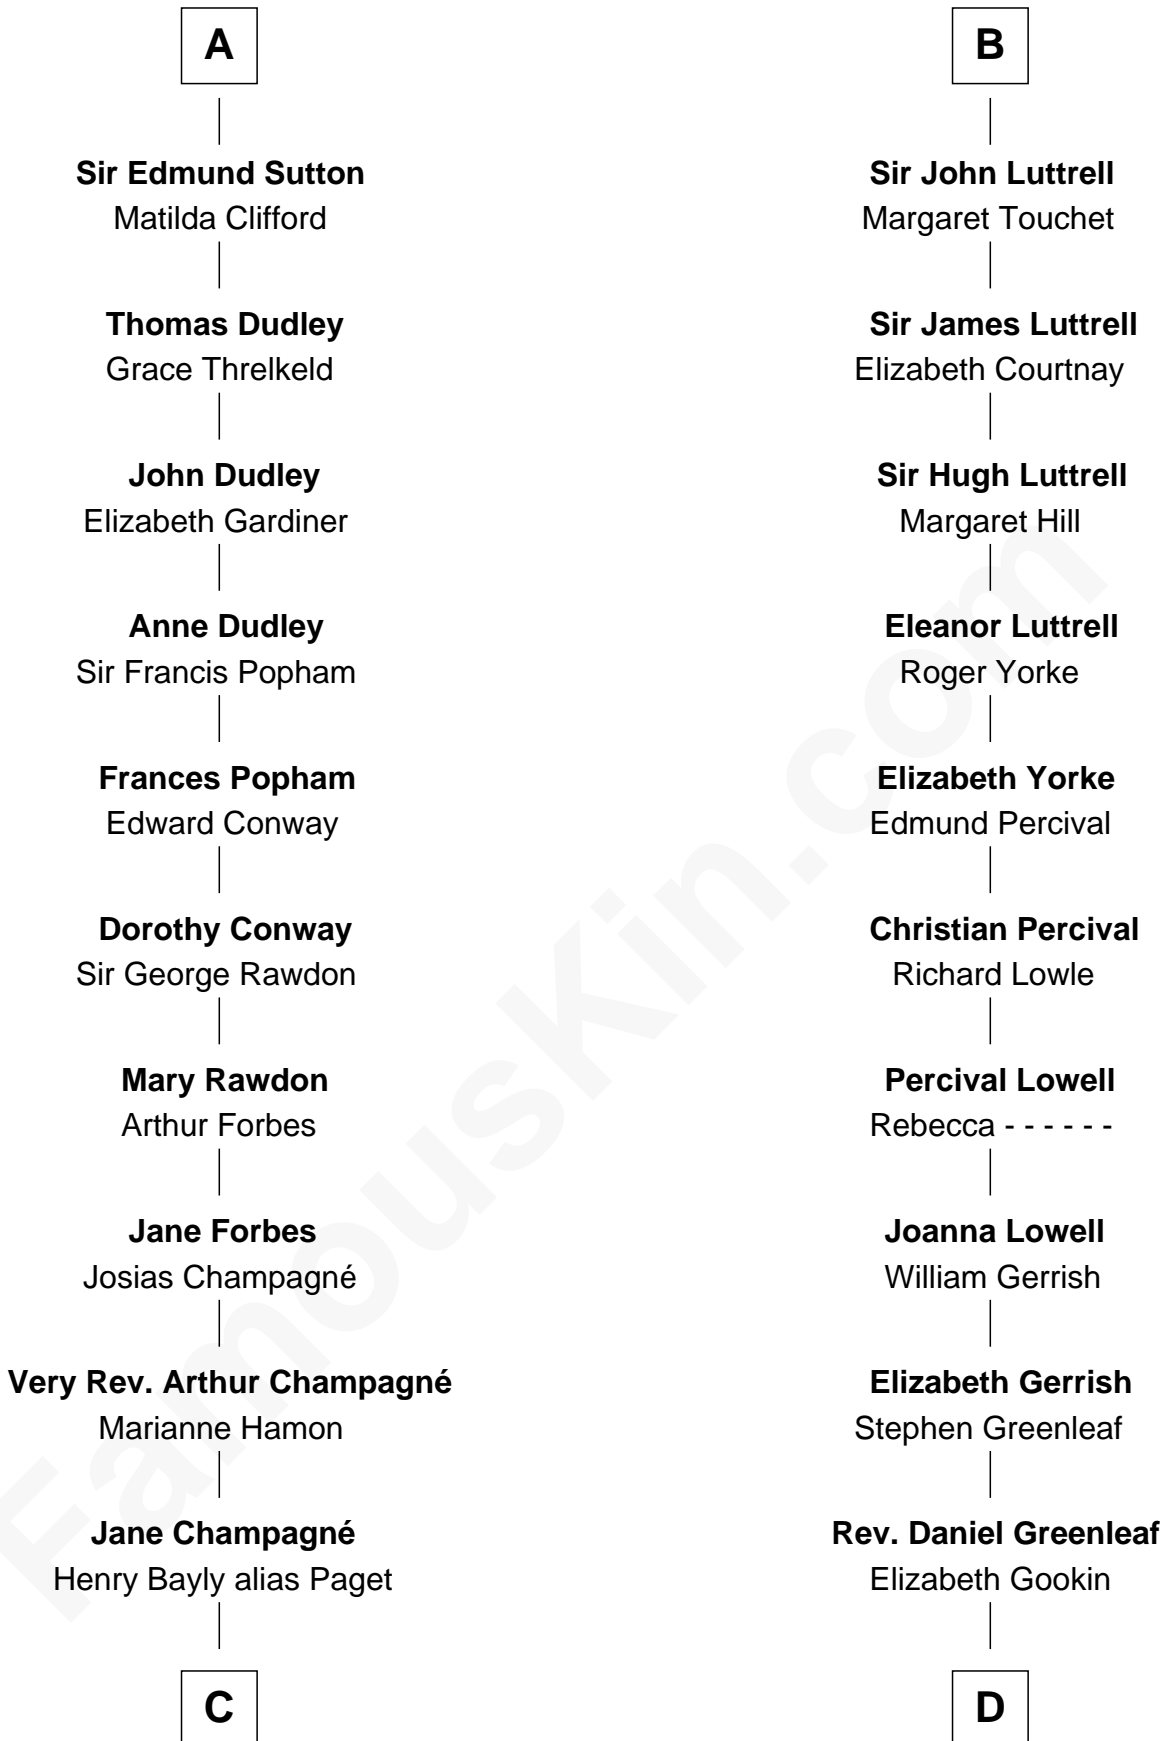 A
Sir Edmund Sutton
Matilda Clifford
Thomas Dudley
Grace Threlkeld
John Dudley
Elizabeth Gardiner
Anne Dudley
Sir Francis Popham
Frances Popham
Edward Conway
Dorothy Conway
Sir George Rawdon
Mary Rawdon
Arthur Forbes
Jane Forbes
Josias Champagné
Very Rev. Arthur Champagné
Marianne Hamon
Jane Champagné
Henry Bayly alias Paget
C
B
Sir John Luttrell
Margaret Touchet
Sir James Luttrell
Elizabeth Courtnay
Sir Hugh Luttrell
Margaret Hill
Eleanor Luttrell
Roger Yorke
Elizabeth Yorke
Edmund Percival
Christian Percival
Richard Lowle
Percival Lowell
Rebecca - - - - - -
Joanna Lowell
William Gerrish
Elizabeth Gerrish
Stephen Greenleaf
Rev. Daniel Greenleaf
Elizabeth Gookin
D
FamousKin.com